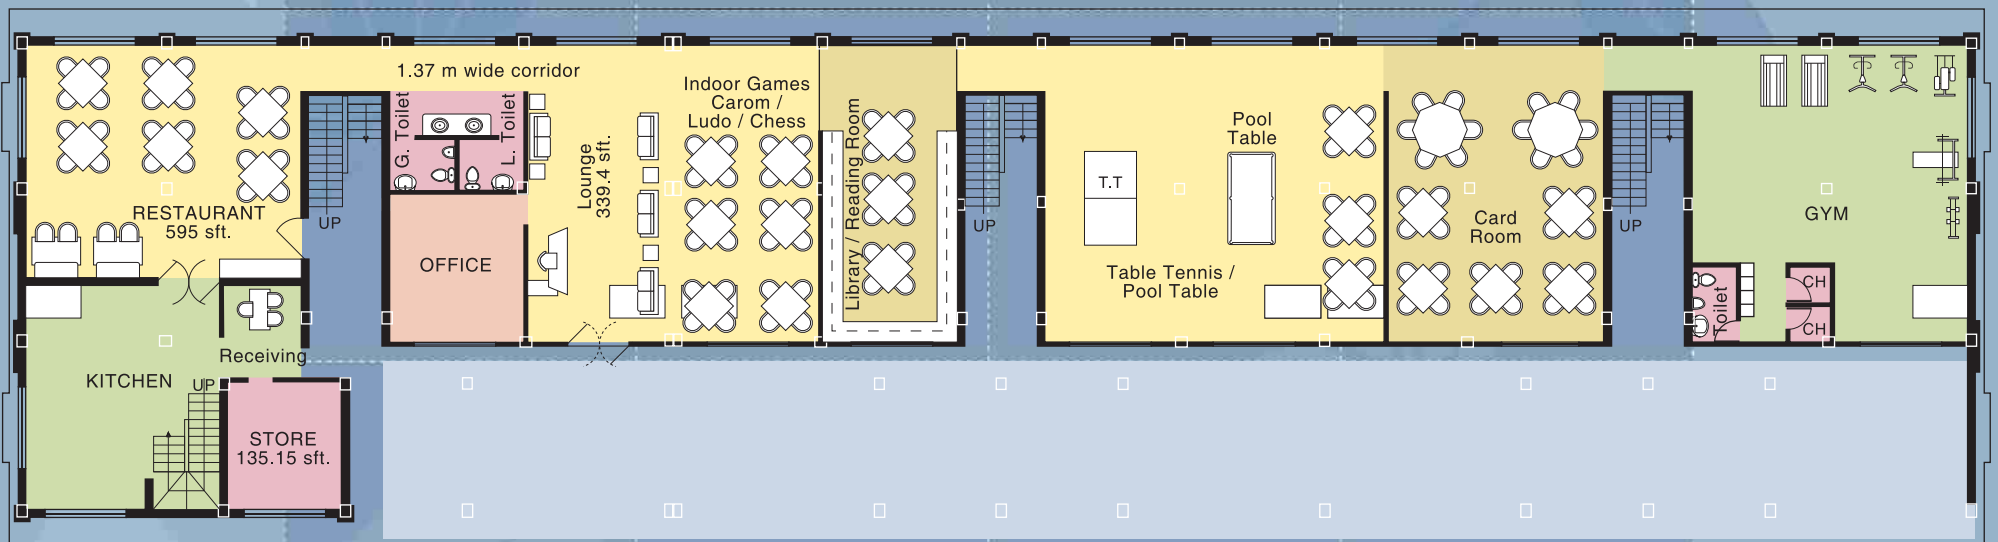 1.37 m wide corridor
RESTAURANT
595 sft.
UP
G. Toilet
L. Toilet
OFFICE
Lounge
339.4 sft.
Indoor Games
Carom /
Ludo / Chess
Library / Reading Room
UP
T.T
Pool
Table
Table Tennis /
Pool Table
Card
Room
UP
GYM
Toilet
CH
CH
Receiving
KITCHEN
UP
STORE
135.15 sft.